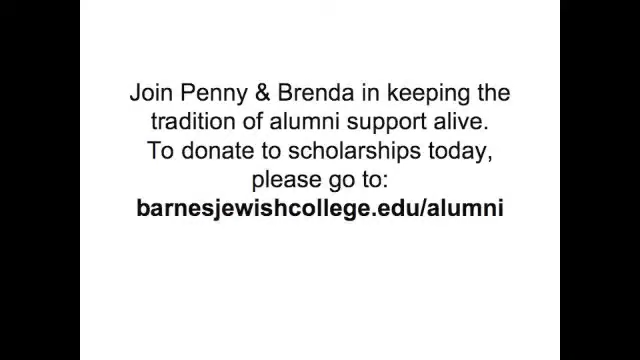 Join Penny & Brenda in keeping the
tradition of alumni support alive.
To donate to scholarships today,
please go to:
barnesjewishcollege.edu/alumni